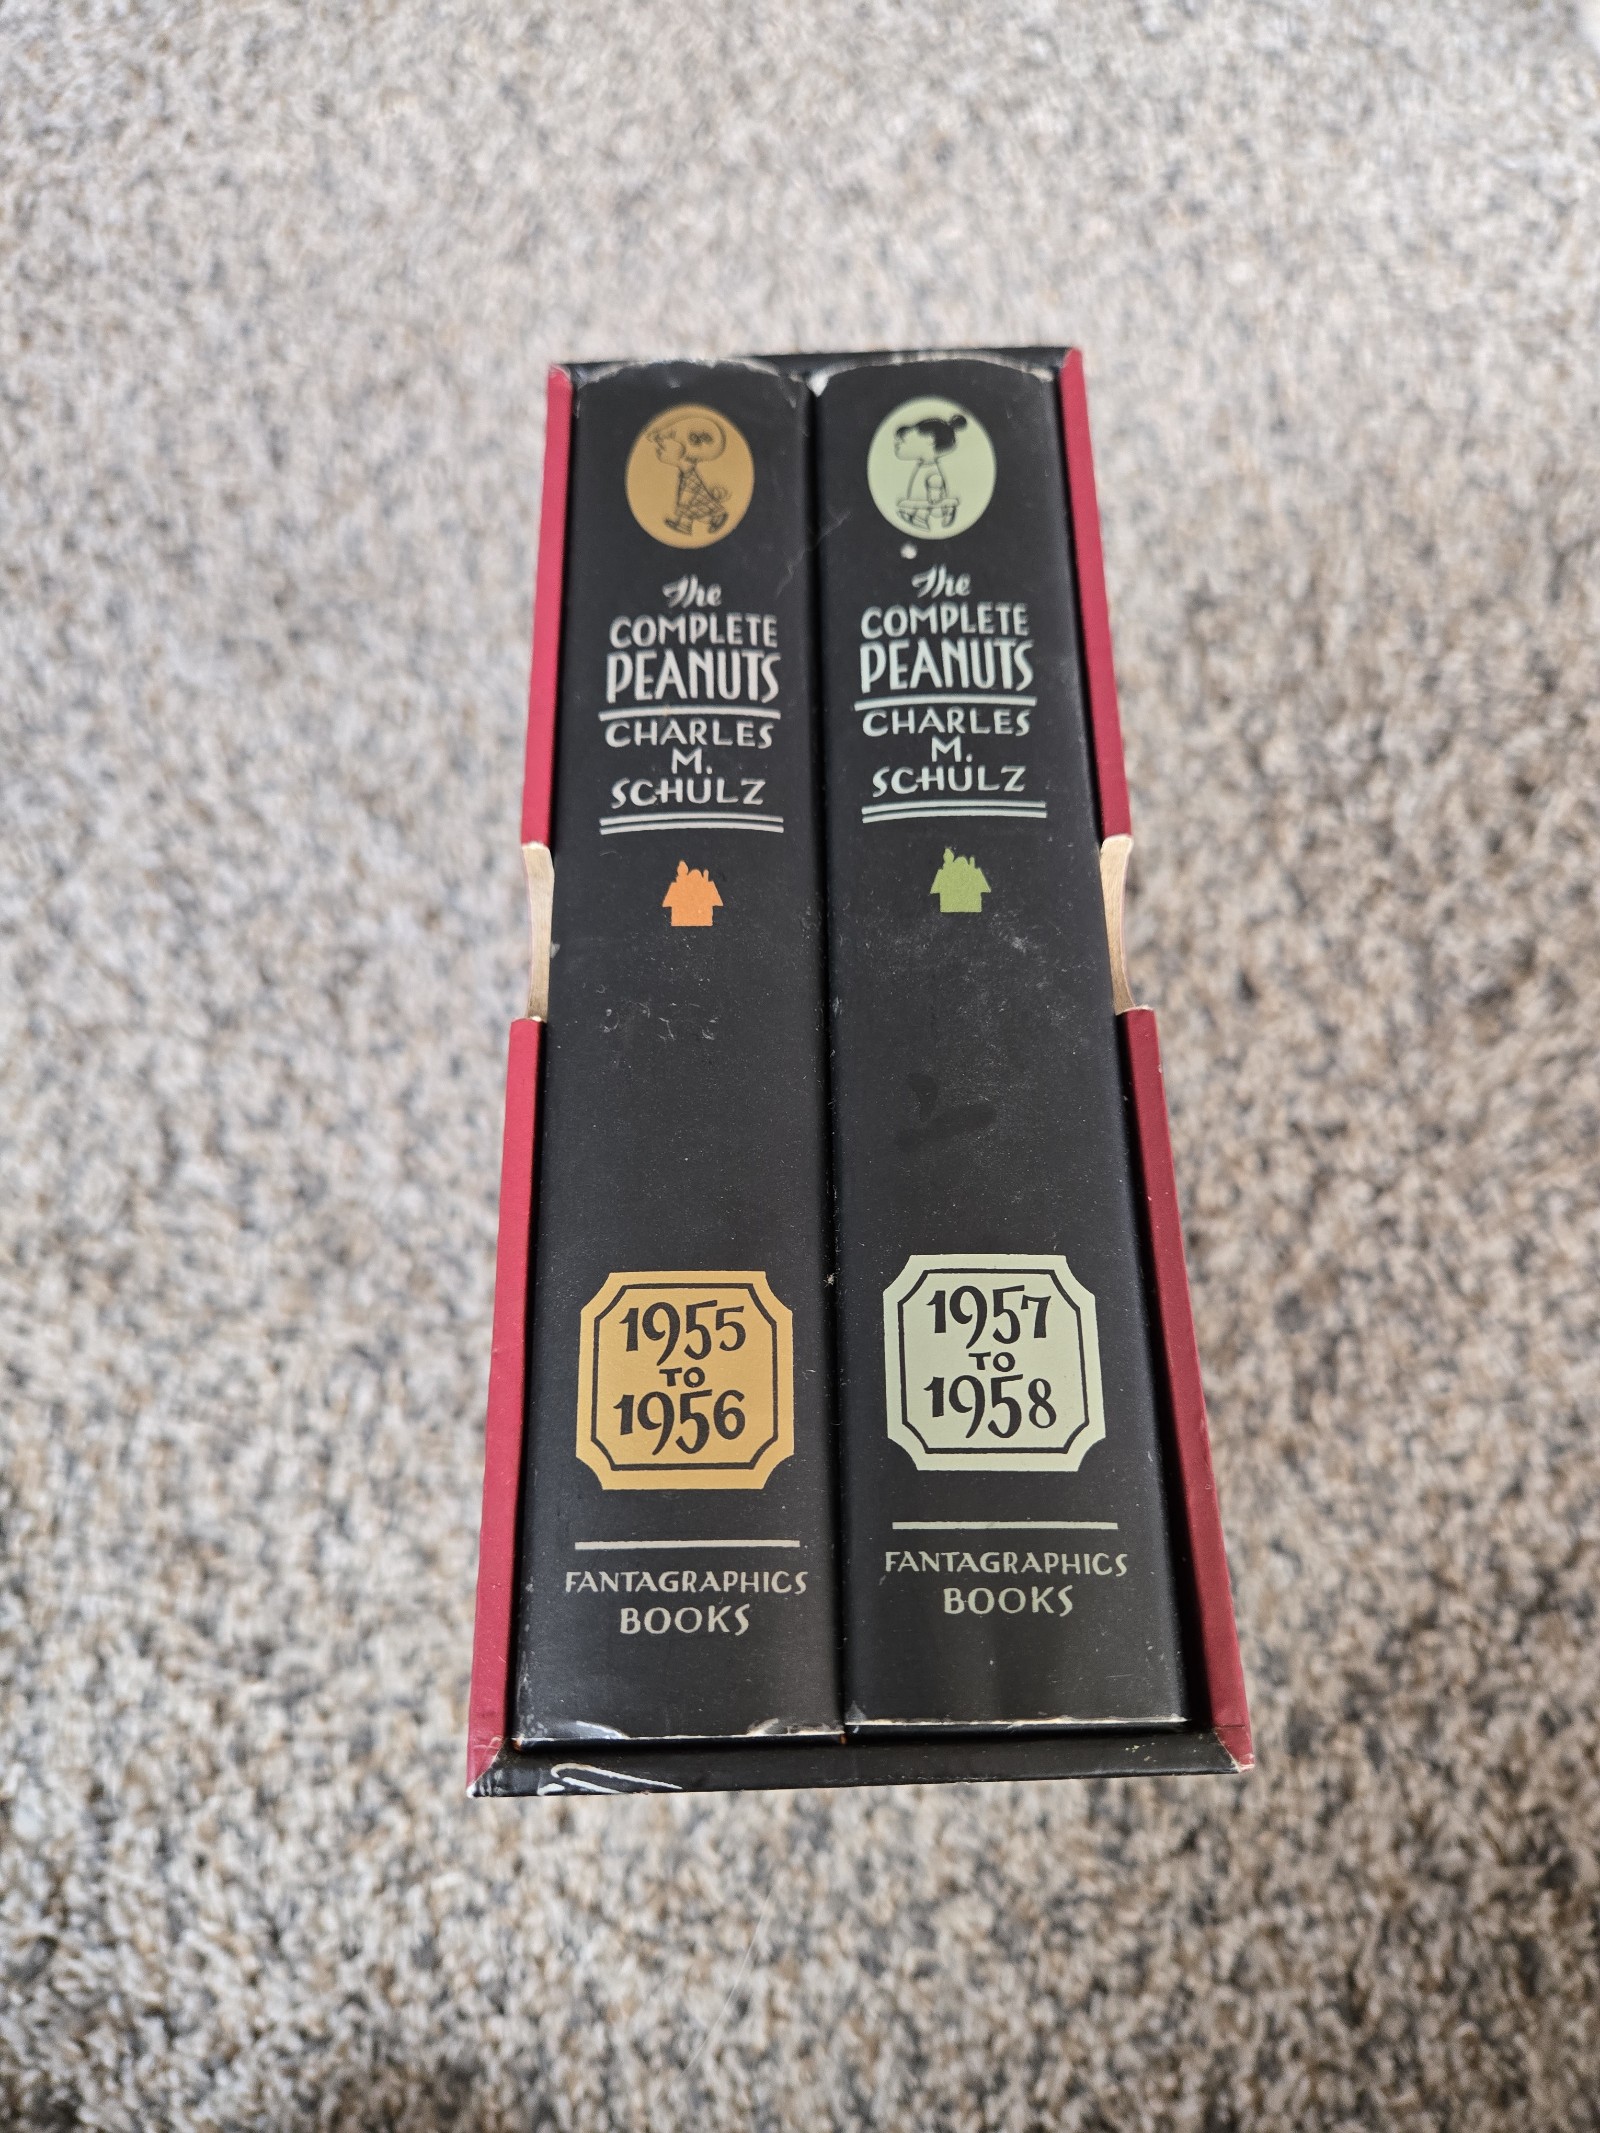 The
COMPLETE
PEANUTS
CHARLES
M.
SCHULZ
1955
TO
1956
FANTAGRAPHICS
BOOKS
The
COMPLETE
PEANUTS
CHARLES
M.
SCHULZ
1957
TO
1958
FANTAGRAPHICS
BOOKS